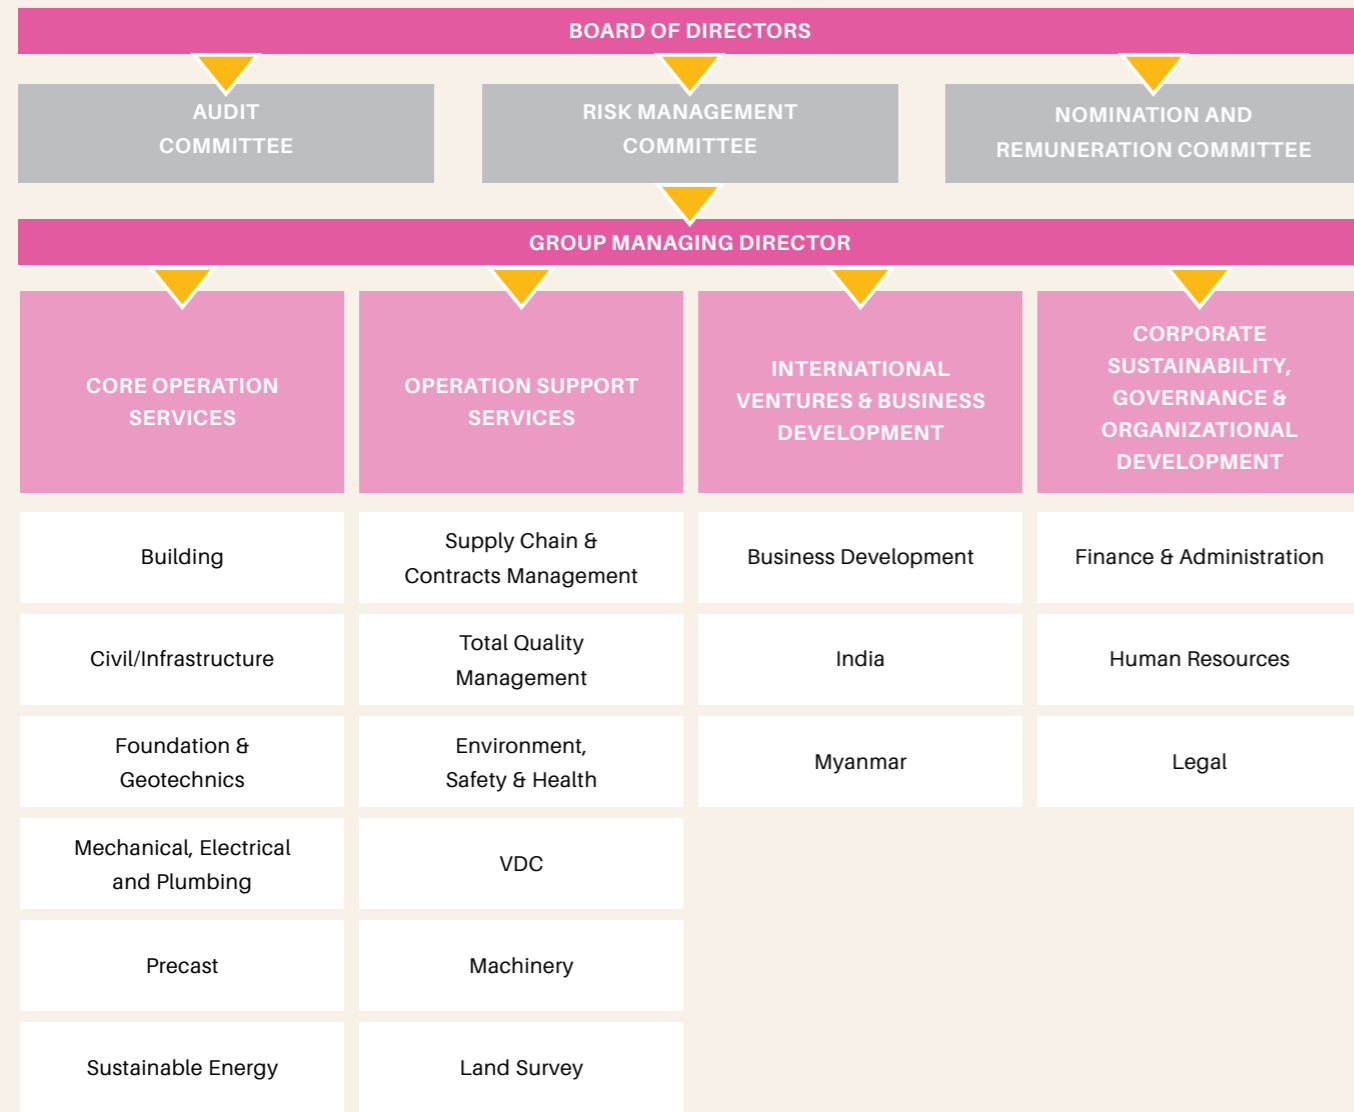 BOARD OF DIRECTORS
AUDIT
COMMITTEE
RISK MANAGEMENT
COMMITTEE
NOMINATION AND
REMUNERATION COMMITTEE
GROUP MANAGING DIRECTOR
CORE OPERATION
SERVICES
OPERATION SUPPORT
SERVICES
INTERNATIONAL
VENTURES & BUSINESS
DEVELOPMENT
CORPORATE
SUSTAINABILITY,
GOVERNANCE &
ORGANIZATIONAL
DEVELOPMENT
Building
Supply Chain &
Contracts Management
Business Development
Finance & Administration
Civil/Infrastructure
Total Quality
Management
India
Human Resources
Foundation &
Geotechnics
Environment,
Safety & Health
Myanmar
Legal
Mechanical, Electrical
and Plumbing
VDC
Precast
Machinery
Sustainable Energy
Land Survey